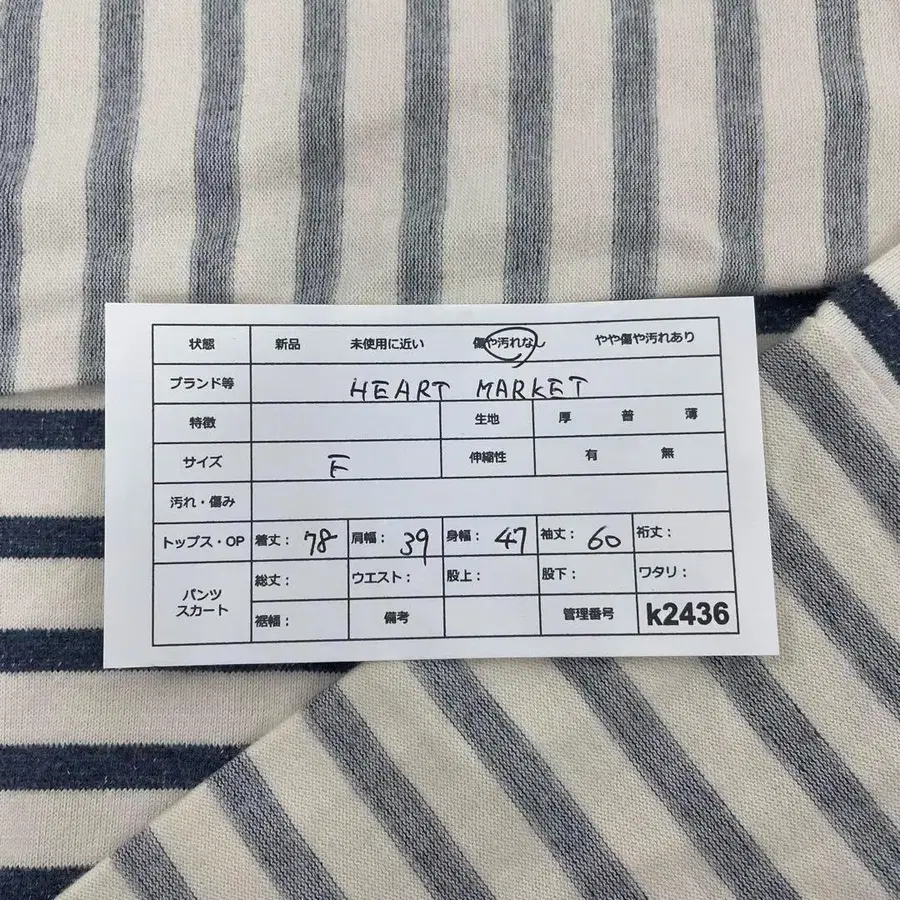 状態 新品 未使用に近い 傷や汚れなし やや傷や汚れあり
ブランド等 HEART MARKET
特徴 生地 厚 普 薄
サイズ F 伸縮性 有 無
汚れ・傷み
トップス・OP 着丈： 78 肩幅： 39 身幅： 47 袖丈： 60 裄丈：
パンツ スカート 総丈： ウエスト： 股上： 股下： ワタリ：
裾幅： 備考 管理番号 k2436